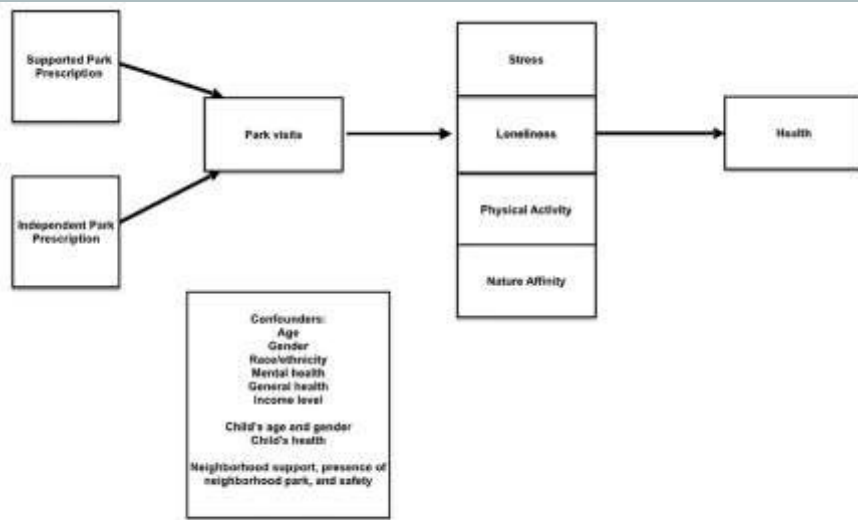 Supported Park
Prescription
Stress
Park visits
Loneliness
Health
Independent Park
Prescription
Physical Activity
Nature Affinity
Confounders:
Age
Gender
Race/ethnicity
Mental health
General health
Income level
Child's age and gender
Child's health
Neighborhood support, presence of
neighborhood park, and safety